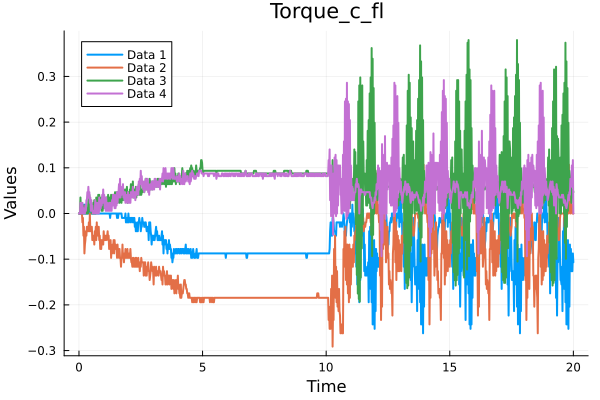 Torque_c_fl
Data 1
Data 2
Data 3
Data 4
Values
0.3
0.2
0.1
0.0
−0.1
−0.2
−0.3
0
5
10
15
20
Time